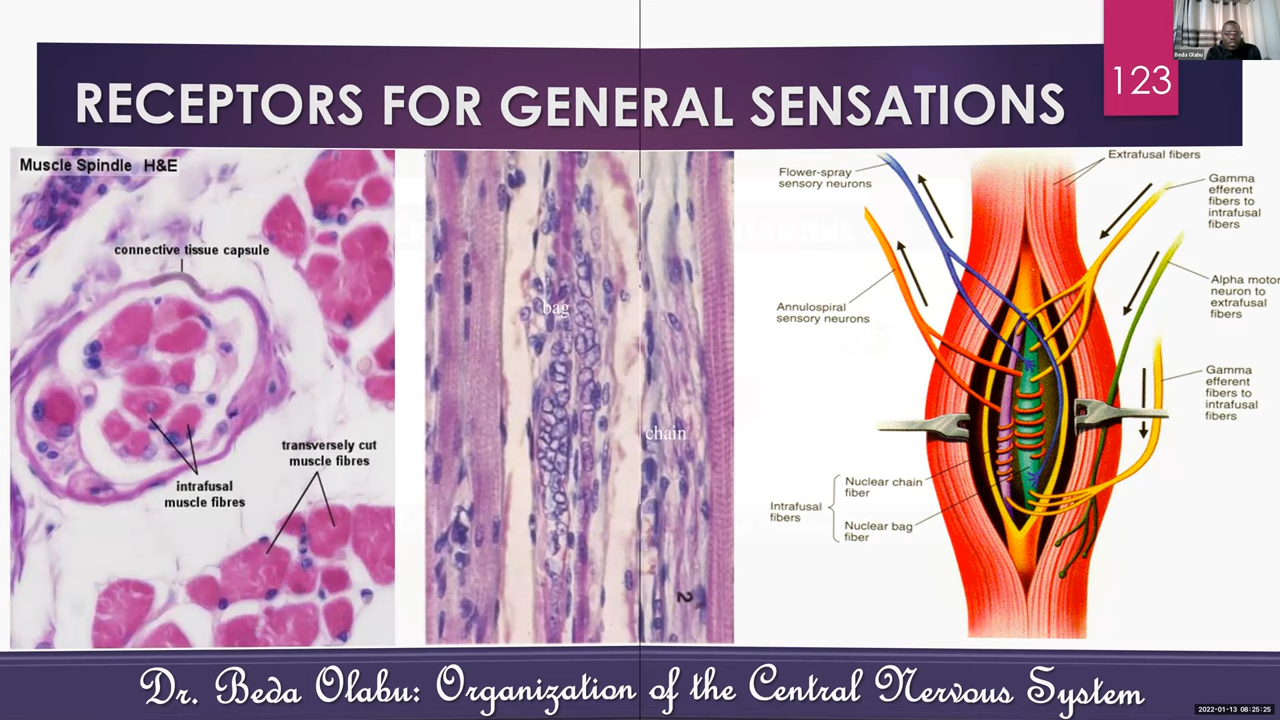 Beda Olabu
123
RECEPTORS FOR GENERAL SENSATIONS
Muscle Spindle H&E
connective tissue capsule
transversely cut
muscle fibres
intrafusal
muscle fibres
bag
chain
2
Extrafusal fibers
Flower-spray
sensory neurons
Gamma
efferent
fibers to
intrafusal
fibers
Annulospiral
sensory neurons
Alpha motor
neuron to
extrafusal
fibers
Gamma
efferent
fibers to
intrafusal
fibers
Intrafusal
fibers
Nuclear chain
fiber
Nuclear bag
fiber
Dr. Beda Olabu: Organization of the Central Nervous System
2022-01-13 08:25:25